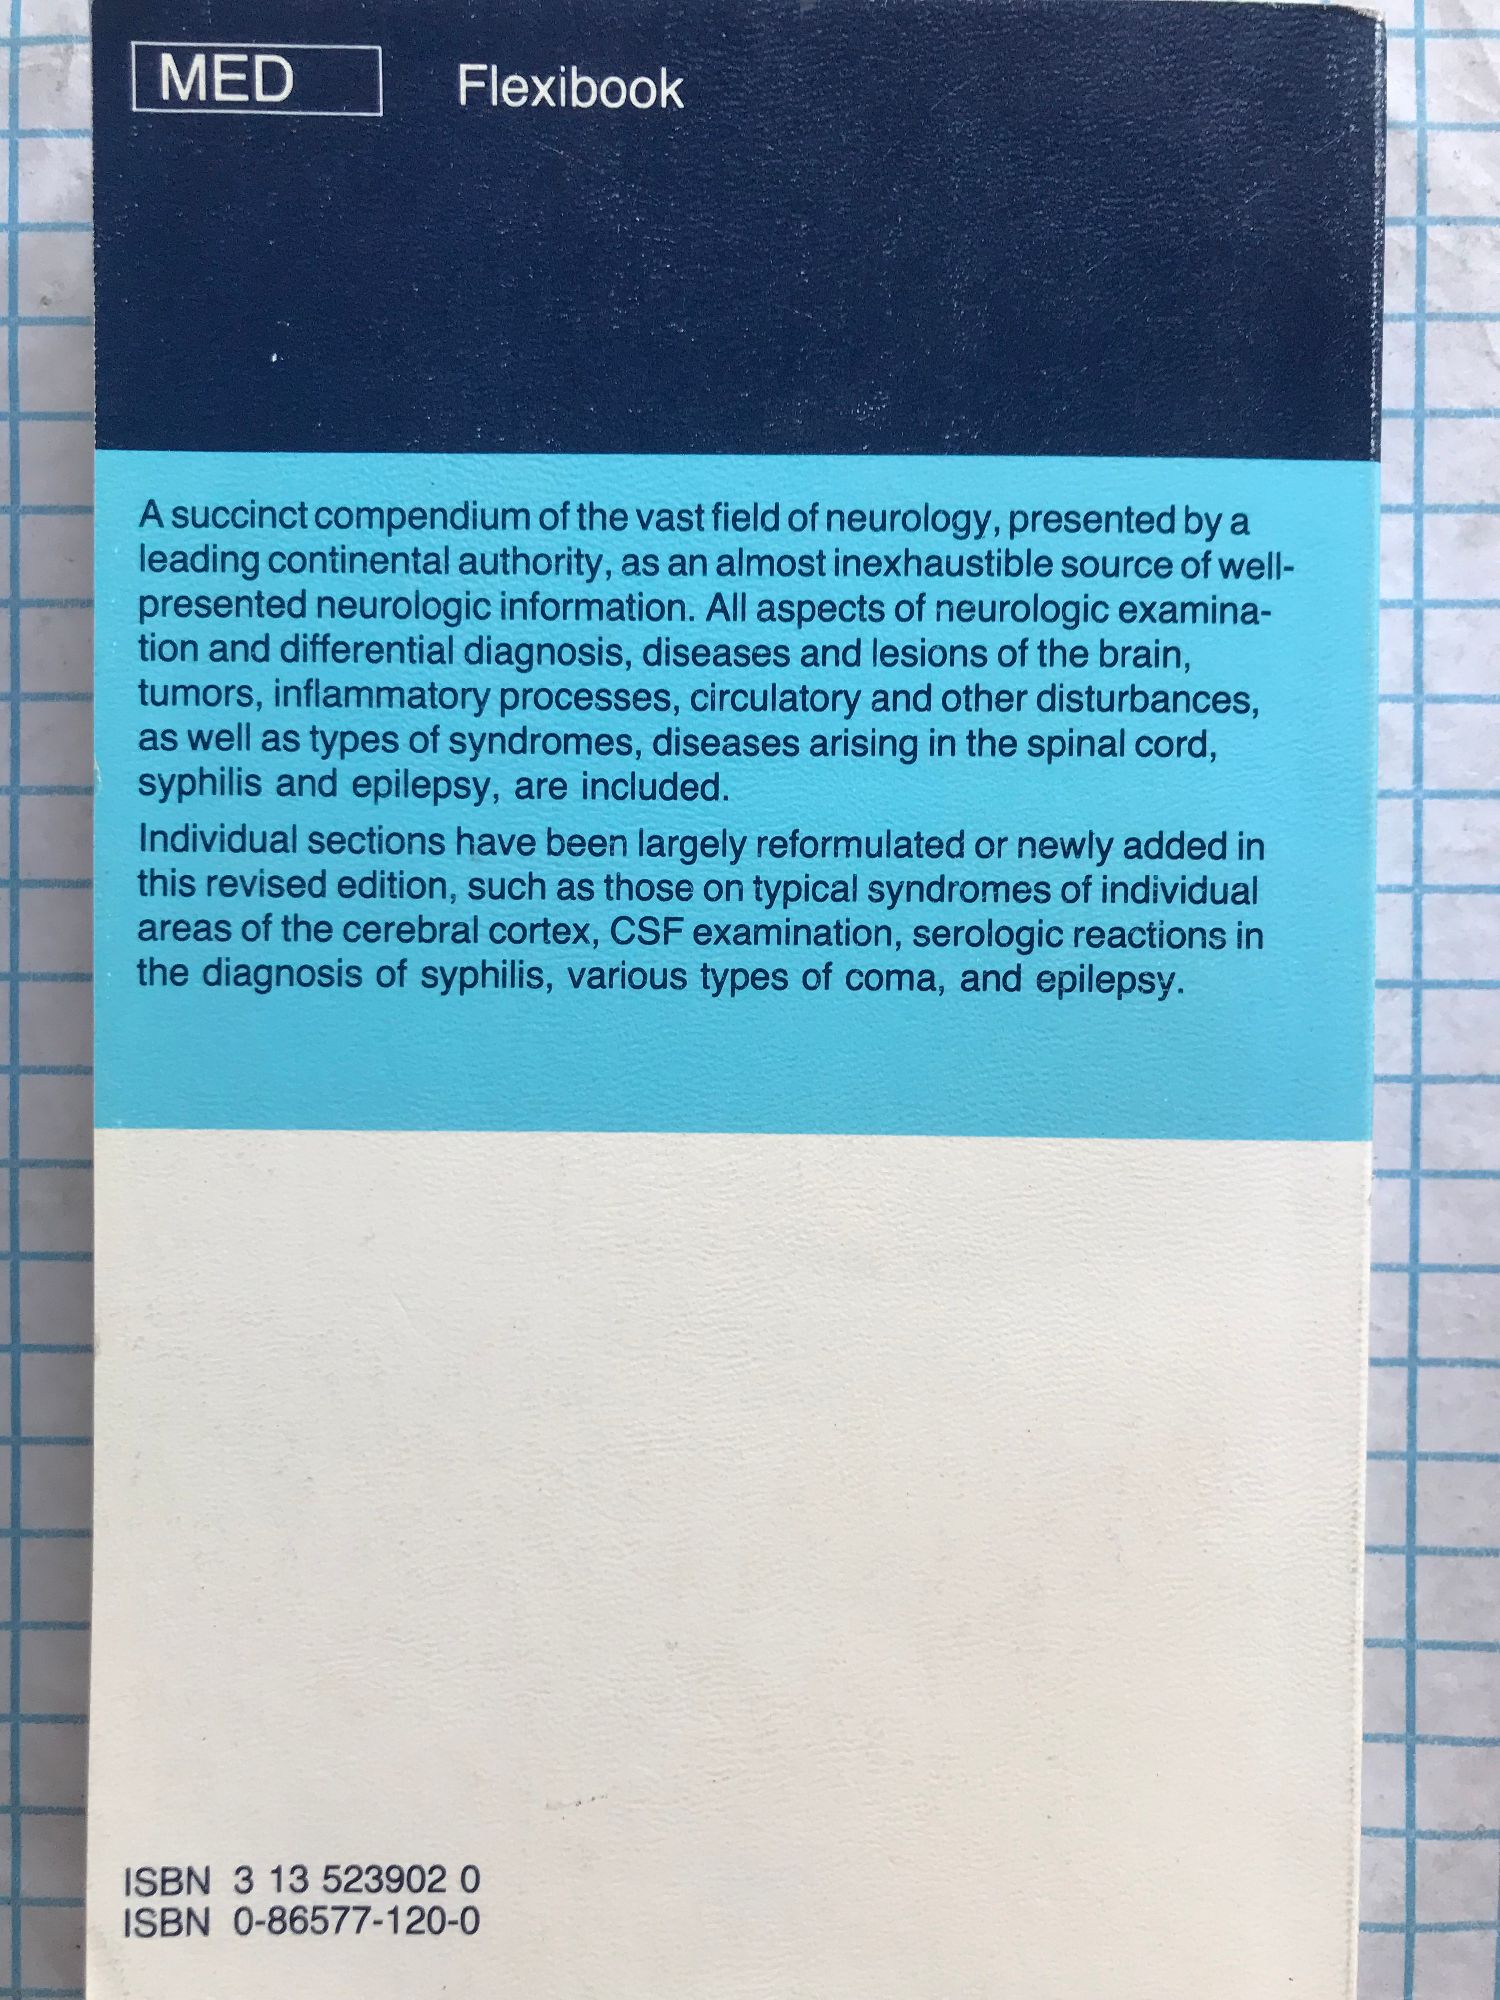 MED
Flexibook
A succinct compendium of the vast field of neurology, presented by a
leading continental authority, as an almost inexhaustible source of well-
presented neurologic information. All aspects of neurologic examina-
tion and differential diagnosis, diseases and lesions of the brain,
tumors, inflammatory processes, circulatory and other disturbances,
as well as types of syndromes, diseases arising in the spinal cord,
syphilis and epilepsy, are included.
Individual sections have been largely reformulated or newly added in
this revised edition, such as those on typical syndromes of individual
areas of the cerebral cortex, CSF examination, serologic reactions in
the diagnosis of syphilis, various types of coma, and epilepsy.
ISBN 3 13 523902 0
ISBN 0-86577-120-0